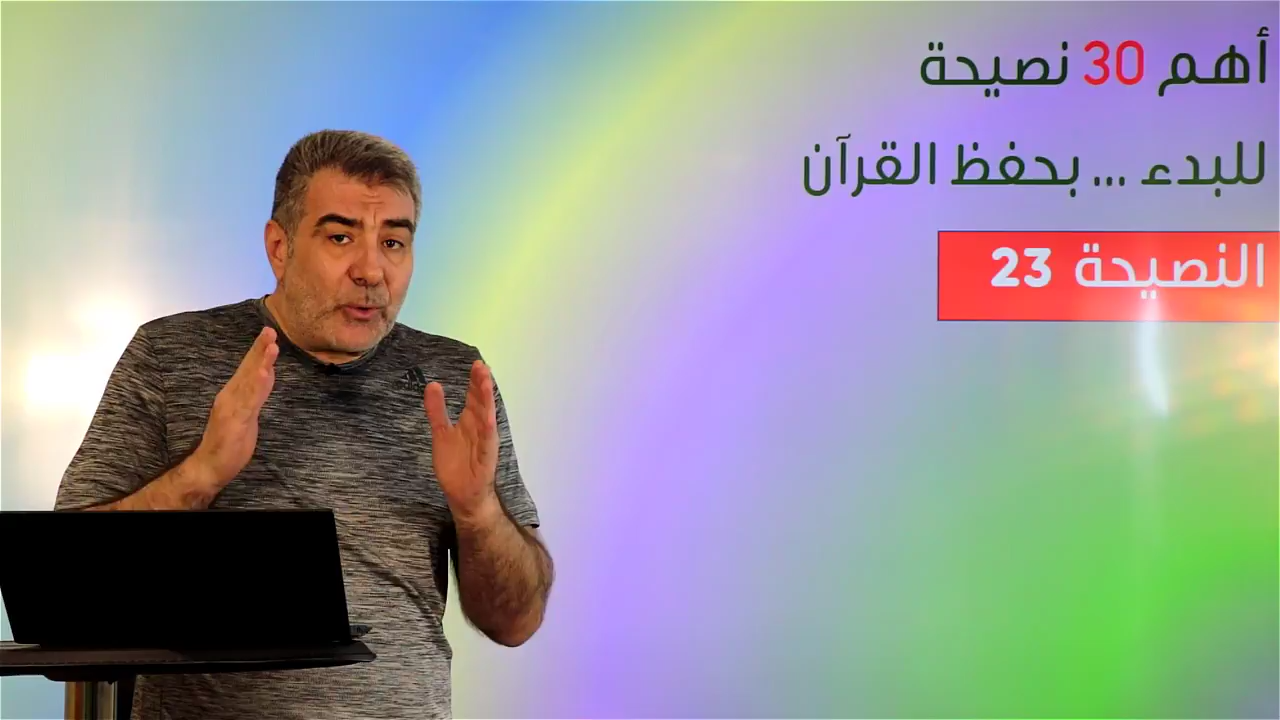 أهم 30 نصيحة
للبدء ... بحفظ القرآن
النصيحة 23